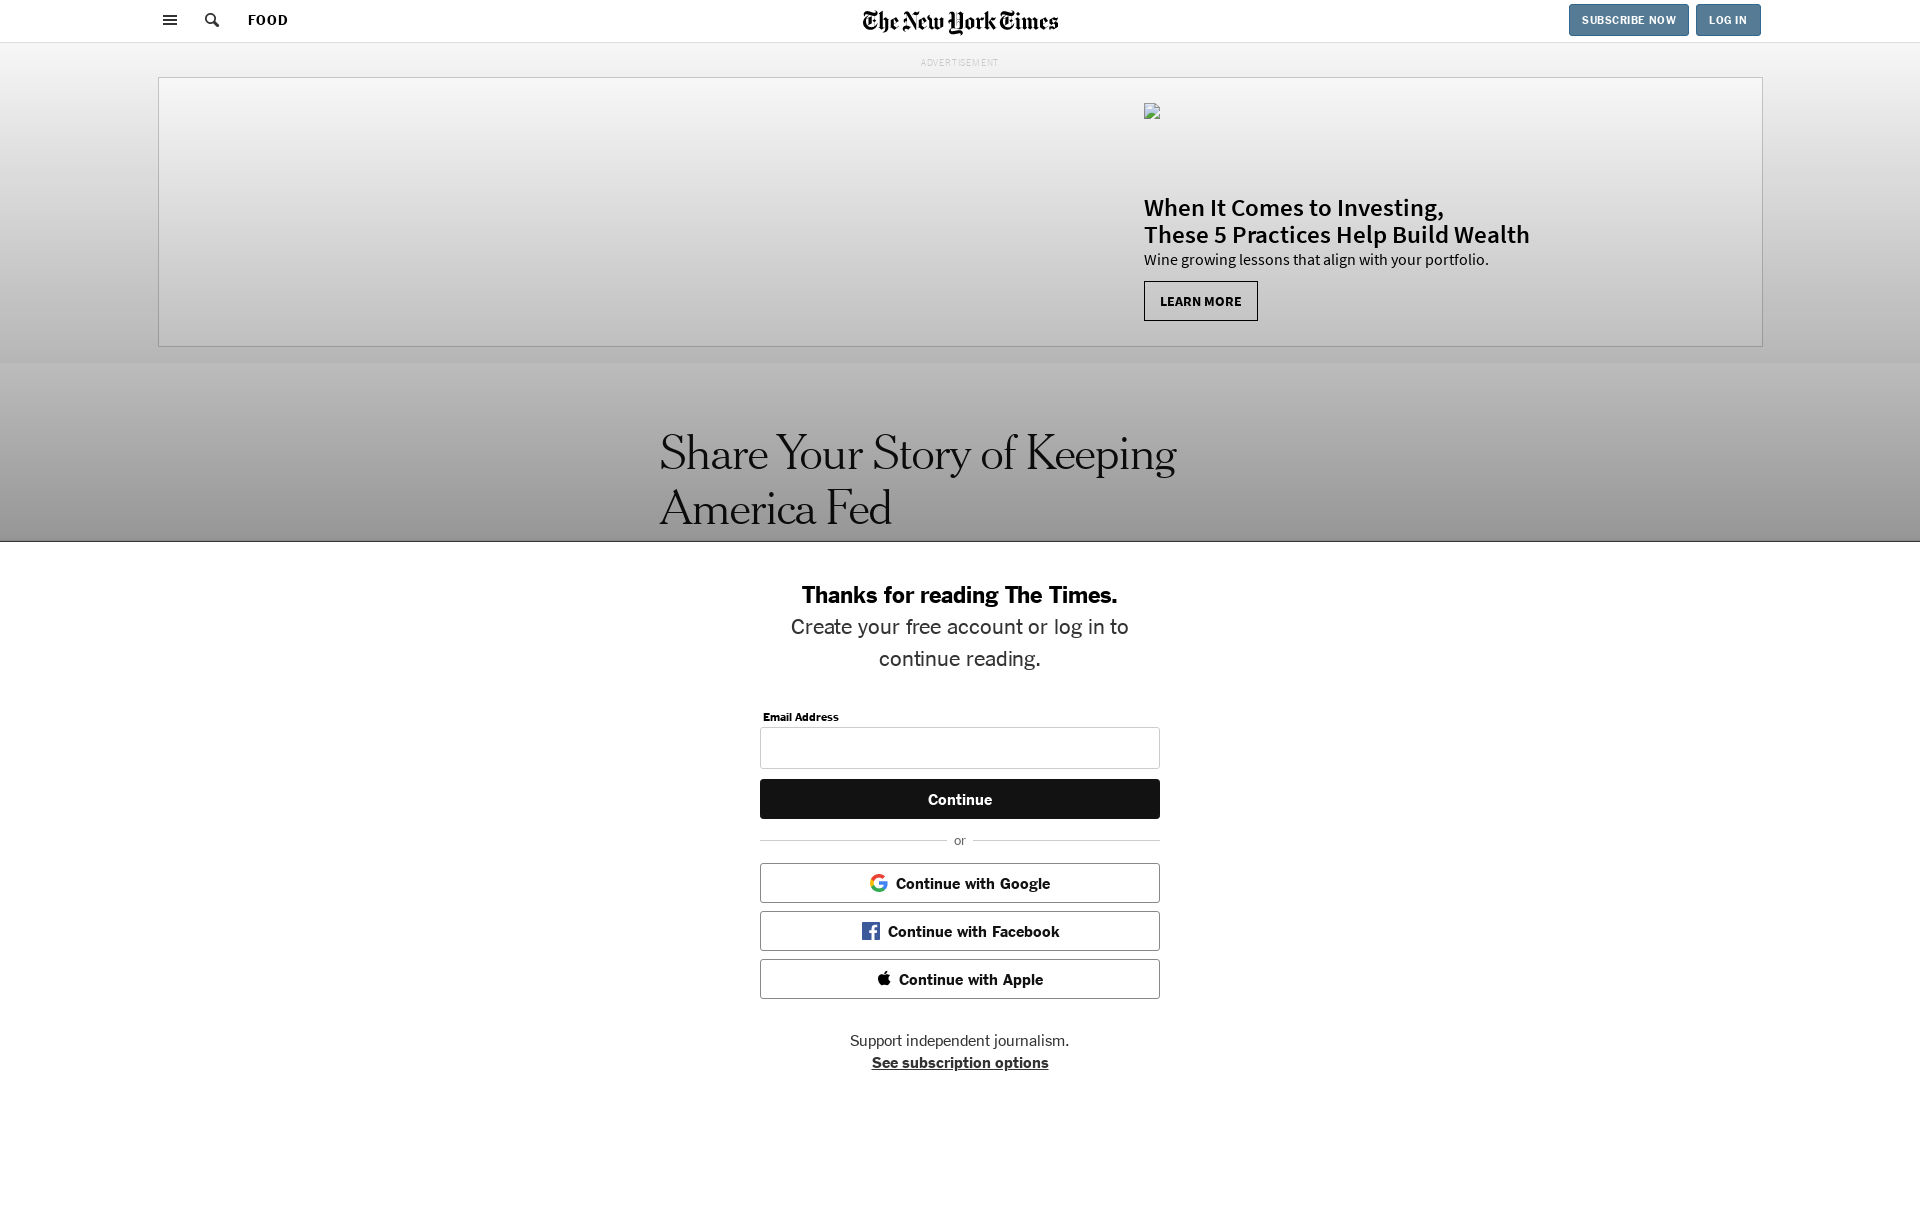 FOOD
The New York Times
SUBSCRIBE NOW
LOG IN
ADVERTISEMENT
When It Comes to Investing,
These 5 Practices Help Build Wealth
Wine growing lessons that align with your portfolio.
LEARN MORE
Share Your Story of Keeping
America Fed
Thanks for reading The Times.
Create your free account or log in to
continue reading.
Email Address
Continue
or
Continue with Google
Continue with Facebook
Continue with Apple
Support independent journalism.
See subscription options